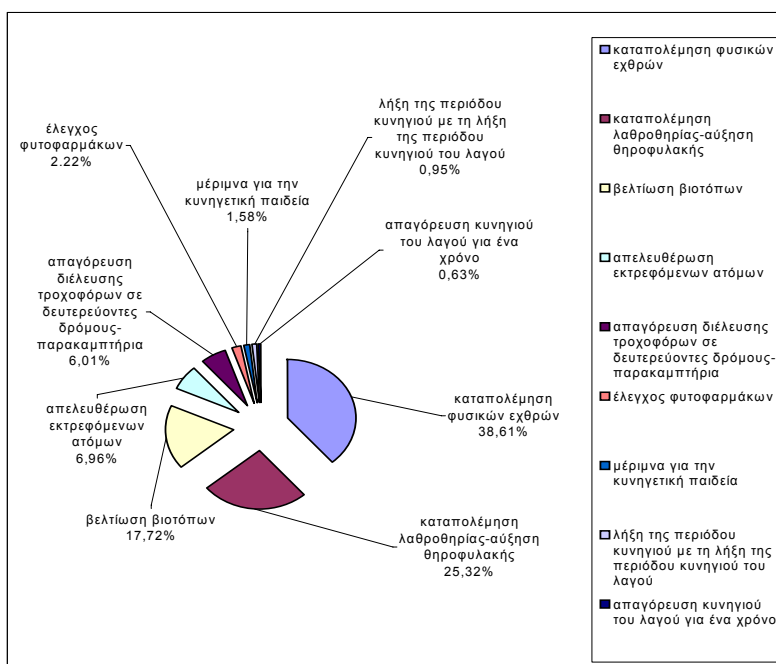 λήξη της περιόδου
κυνηγιού με τη λήξη
της περιόδου
κυνηγιού του λαγού
0,95%
έλεγχος
φυτοφαρμάκων
2.22%
μέριμνα για την
κυνηγετική παιδεία
1,58%
απαγόρευση κυνηγιού
του λαγού για ένα
χρόνο
0,63%
απαγόρευση
διέλευσης
τροχοφόρων σε
δευτερεύοντες
δρόμους-
παρακαμπτήρια
6,01%
απελευθέρωση
εκτρεφόμενων
ατόμων
6,96%
βελτίωση βιοτόπων
17,72%
καταπολέμηση
φυσικών εχθρών
38,61%
καταπολέμηση
λαθροθηρίας-αύξηση
θηροφυλακής
25,32%
καταπολέμηση φυσικών
εχθρών
καταπολέμηση
λαθροθηρίας-αύξηση
θηροφυλακής
βελτίωση βιοτόπων
απελευθέρωση
εκτρεφόμενων ατόμων
απαγόρευση διέλευσης
τροχοφόρων σε
δευτερεύοντες δρόμους-
παρακαμπτήρια
έλεγχος φυτοφαρμάκων
μέριμνα για την
κυνηγετική παιδεία
λήξη της περιόδου
κυνηγιού με τη λήξη της
περιόδου κυνηγιού του
λαγού
απαγόρευση κυνηγιού
του λαγού για ένα χρόνο